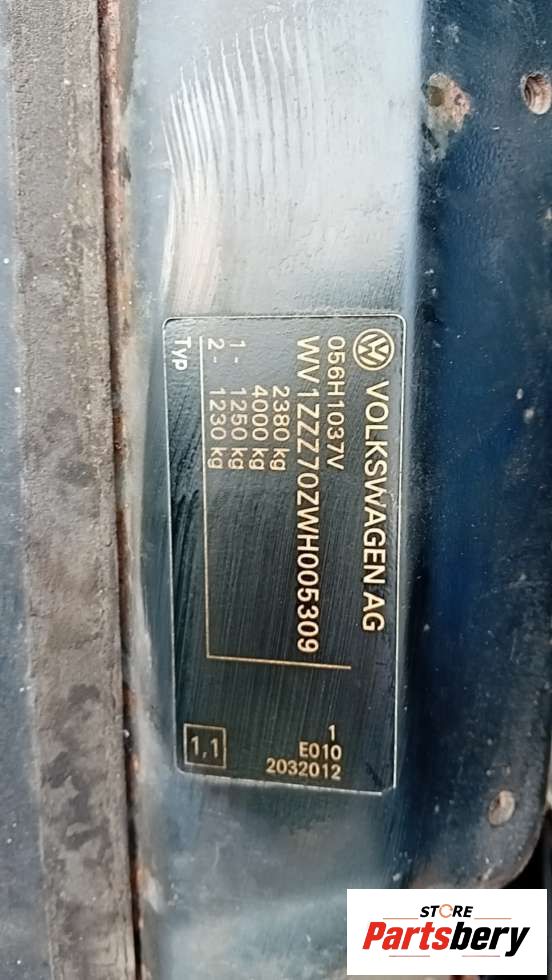 VOLKSWAGEN AG
056H1037V
WV1ZZZ70ZWH005309
2380 kg
4000 kg
1 - 1250 kg
2 - 1230 kg
Typ
1
E010
2032012
1,1
STORE
Partsbery